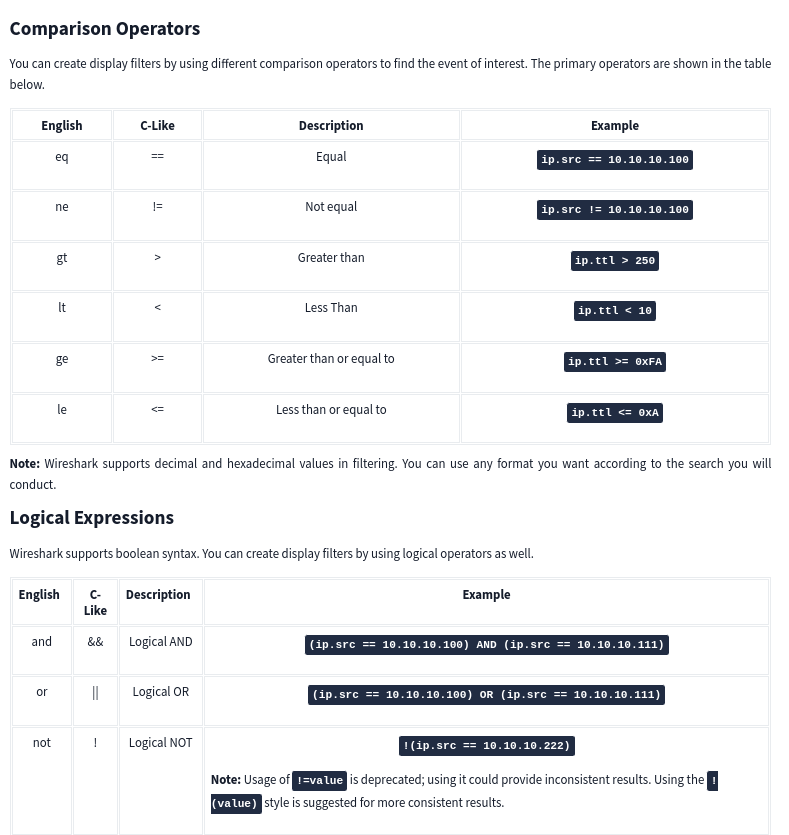 Comparison Operators
You can create display filters by using different comparison operators to find the event of interest. The primary operators are shown in the table
below.
English C-Like Description Example
eq == Equal ip.src == 10.10.10.100
ne != Not equal ip.src != 10.10.10.100
gt > Greater than ip.ttl > 250
lt < Less Than ip.ttl < 10
ge >= Greater than or equal to ip.ttl >= 0xFA
le <= Less than or equal to ip.ttl <= 0xA
Note: Wireshark supports decimal and hexadecimal values in filtering. You can use any format you want according to the search you will
conduct.
Logical Expressions
Wireshark supports boolean syntax. You can create display filters by using logical operators as well.
English C- Description Example
Like
and && Logical AND (ip.src == 10.10.10.100) AND (ip.src == 10.10.10.111)
or || Logical OR (ip.src == 10.10.10.100) OR (ip.src == 10.10.10.111)
not ! Logical NOT !(ip.src == 10.10.10.222)
Note: Usage of !=value is deprecated; using it could provide inconsistent results. Using the !
(value) style is suggested for more consistent results.